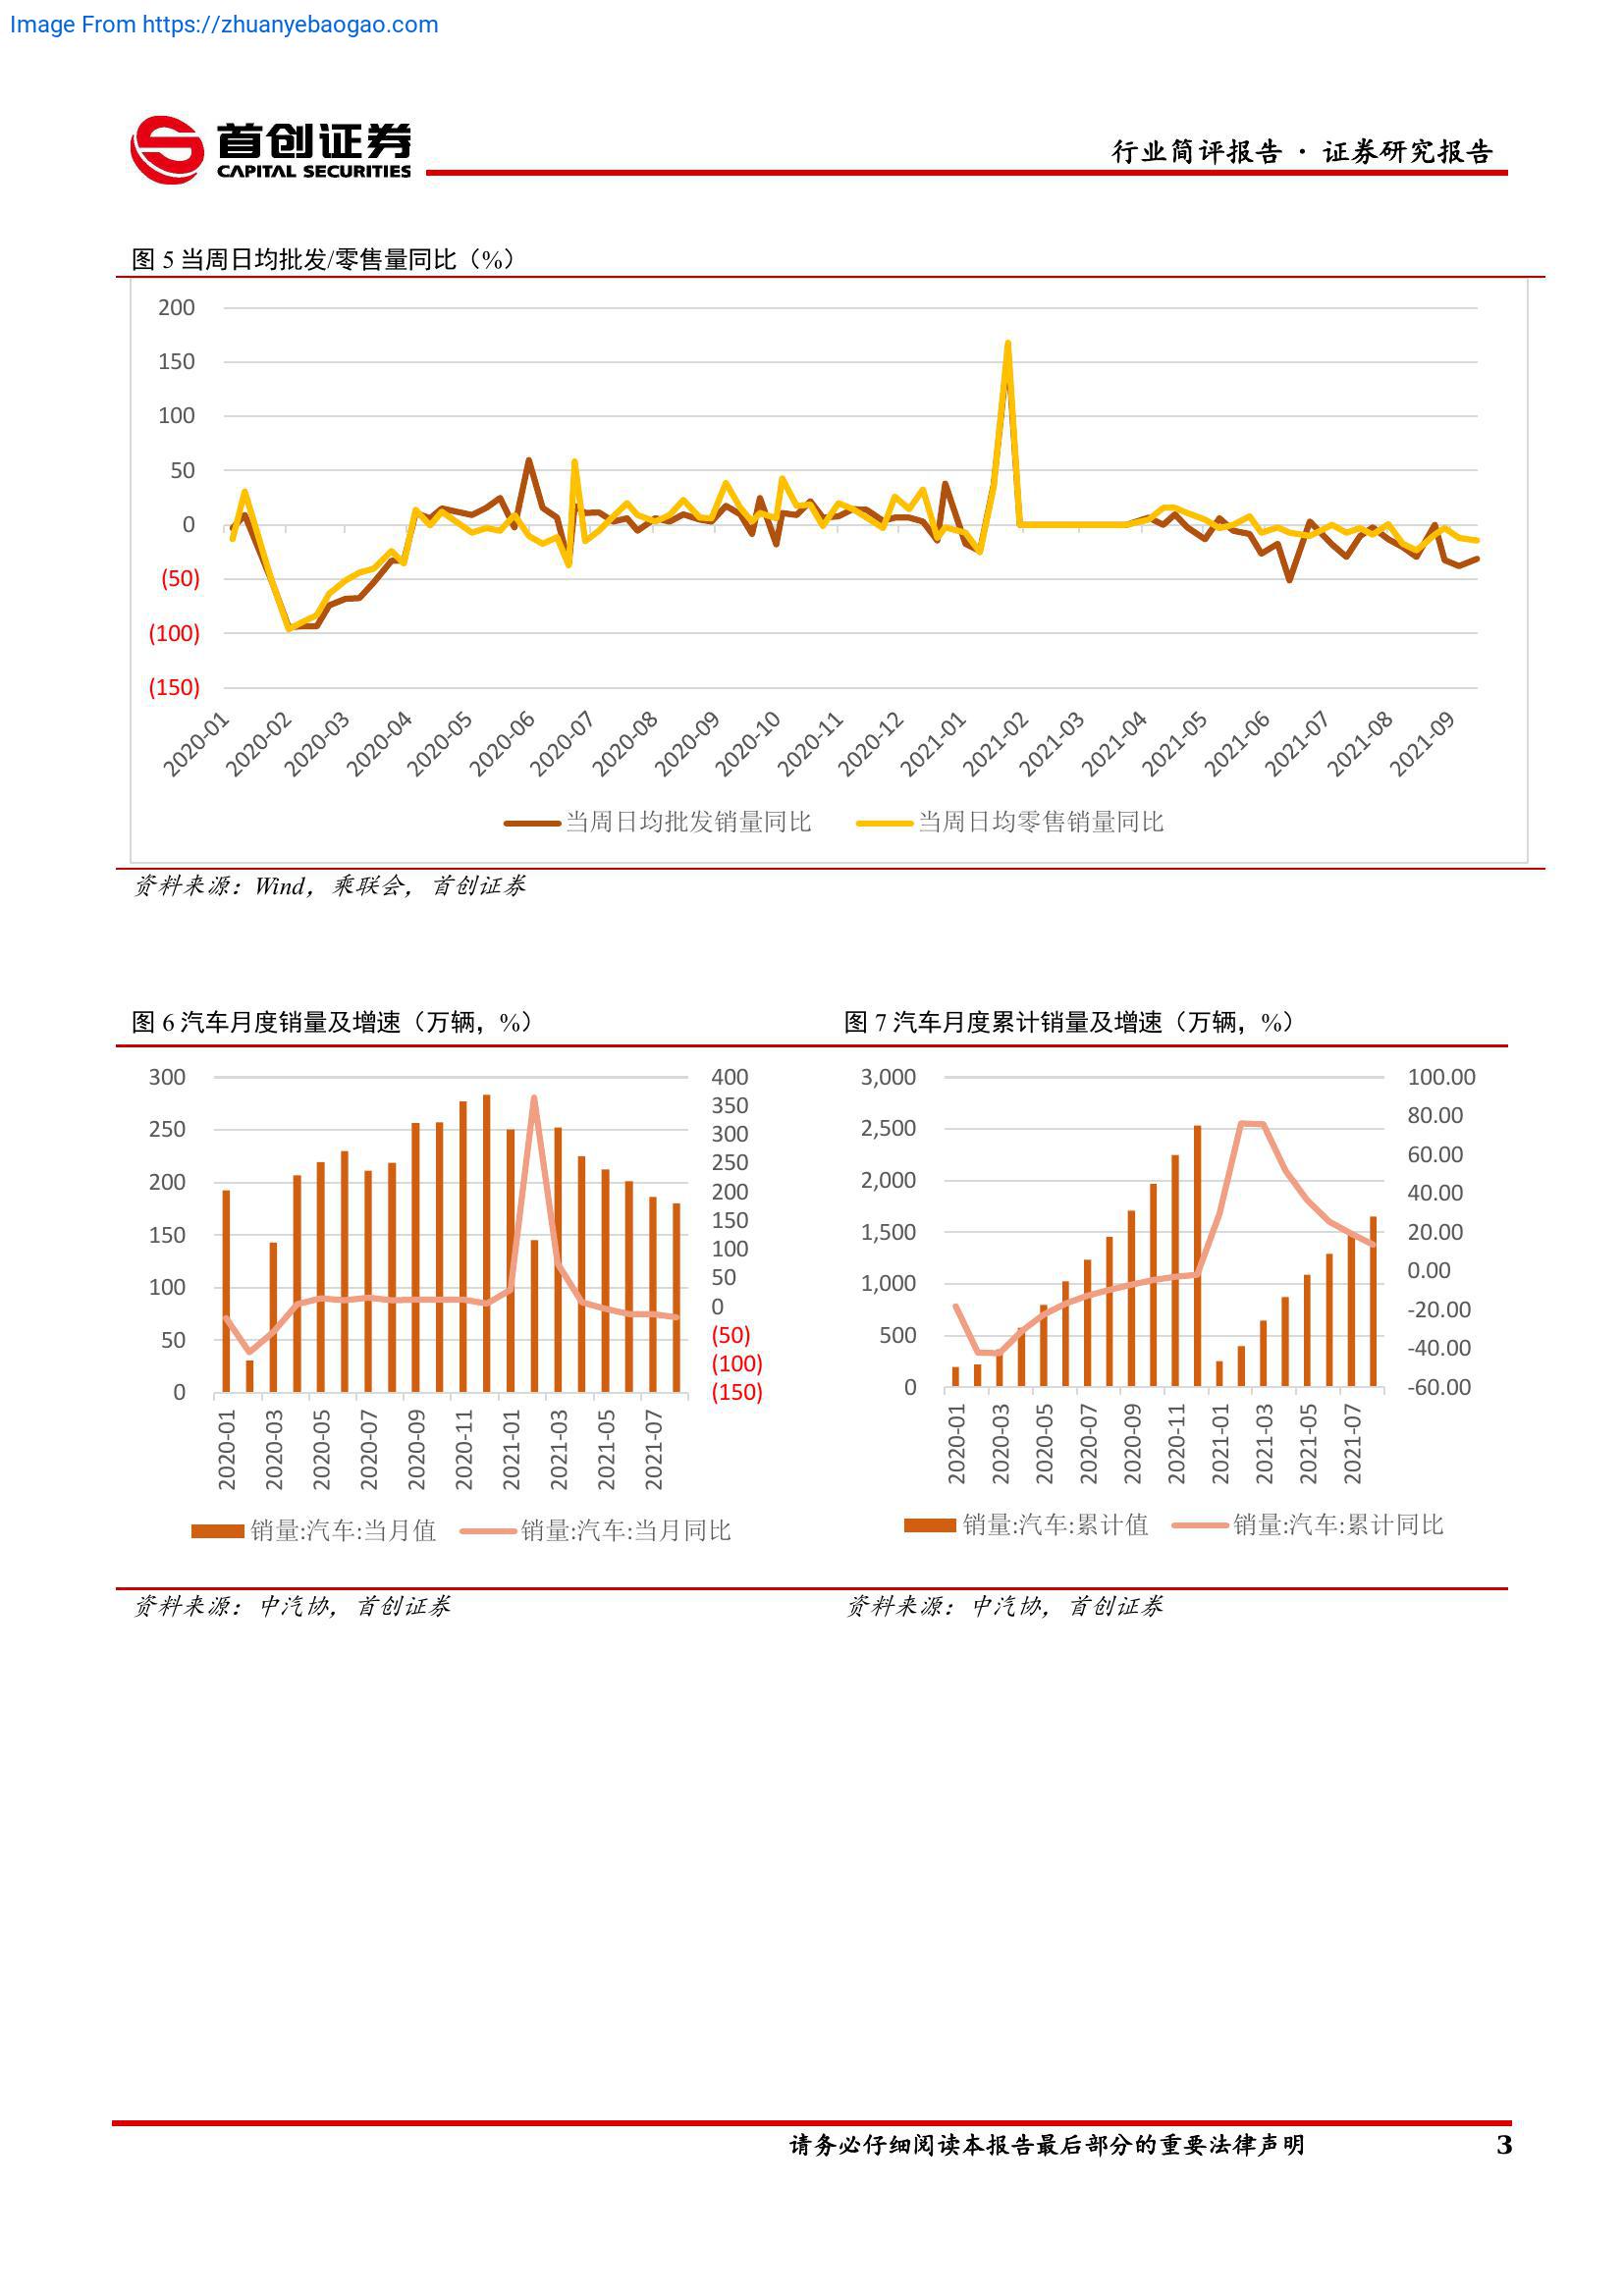 Image From https://zhuanyebaogao.com
首创证券
CAPITAL SECURITIES
行业简评报告 · 证券研究报告
图 5 当周日均批发/零售量同比（%）
200
150
100
50
0
(50)
(100)
(150)
2020-01 2020-02 2020-03 2020-04 2020-05 2020-06 2020-07 2020-08 2020-09 2020-10 2020-11 2020-12 2021-01 2021-02 2021-03 2021-04 2021-05 2021-06 2021-07 2021-08 2021-09
当周日均批发销量同比 当周日均零售销量同比
资料来源：Wind，乘联会，首创证券
图 6 汽车月度销量及增速（万辆，%）
300
250
200
150
100
50
0
400
350
300
250
200
150
100
50
0
(50)
(100)
(150)
2020-01 2020-03 2020-05 2020-07 2020-09 2020-11 2021-01 2021-03 2021-05 2021-07
销量:汽车:当月值 销量:汽车:当月同比
资料来源：中汽协，首创证券
图 7 汽车月度累计销量及增速（万辆，%）
3,000
2,500
2,000
1,500
1,000
500
0
100.00
80.00
60.00
40.00
20.00
0.00
-20.00
-40.00
-60.00
2020-01 2020-03 2020-05 2020-07 2020-09 2020-11 2021-01 2021-03 2021-05 2021-07
销量:汽车:累计值 销量:汽车:累计同比
资料来源：中汽协，首创证券
请务必仔细阅读本报告最后部分的重要法律声明 3